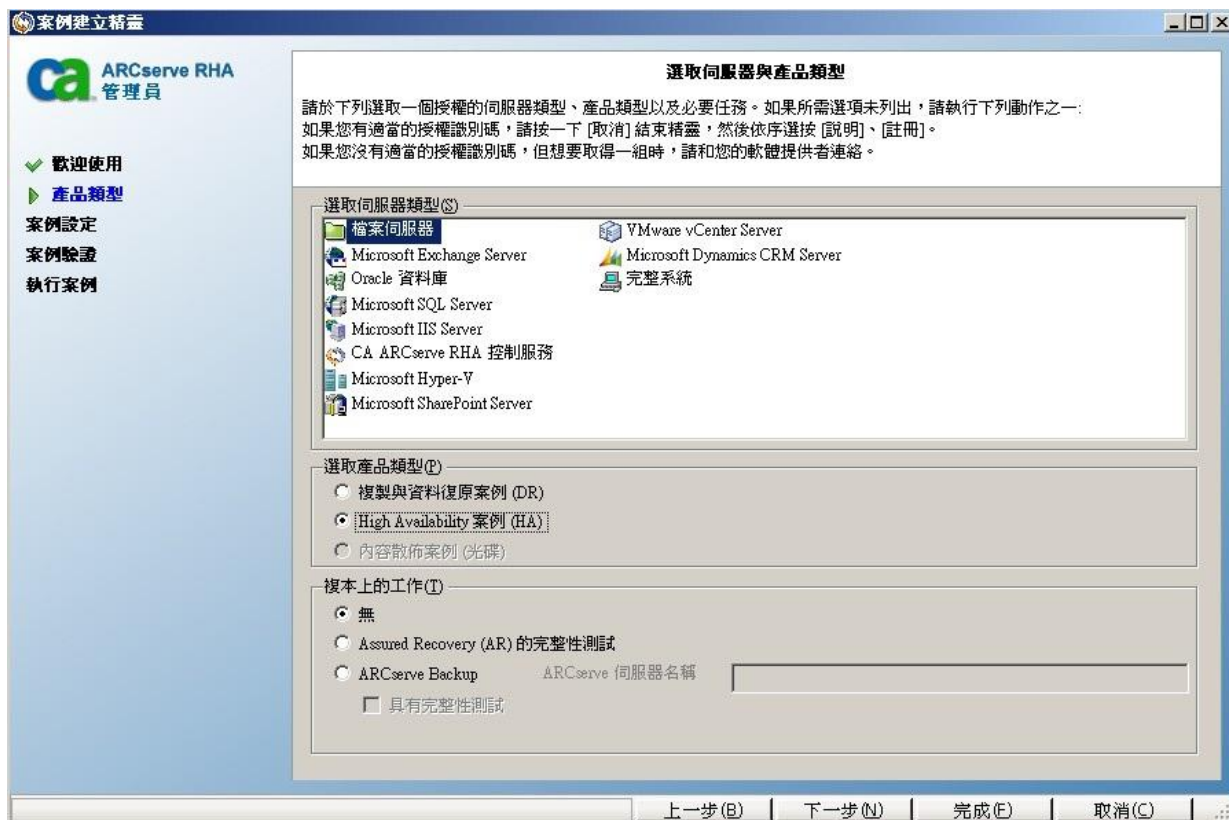 案例建立精靈
ca
ARCserve RHA
管理員
歡迎使用
產品類型
案例設定
案例驗證
執行案例
選取伺服器與產品類型
請於下列選取一個授權的伺服器類型、產品類型以及必要任務。如果所需選項未列出，請執行下列動作之一:
如果您有適當的授權識別碼，請按一下 [取消] 結束精靈，然後依序選按 [說明]、[註冊]。
如果您沒有適當的授權識別碼，但想要取得一組時，請和您的軟體提供者連絡。
選取伺服器類型(S)
檔案伺服器
Microsoft Exchange Server
Oracle 資料庫
Microsoft SQL Server
Microsoft IIS Server
CA ARCserve RHA 控制服務
Microsoft Hyper-V
Microsoft SharePoint Server
VMware vCenter Server
Microsoft Dynamics CRM Server
完整系統
選取產品類型(P)
複製與資料復原案例 (DR)
High Availability 案例 (HA)
內容散佈案例 (光碟)
複本上的工作(T)
無
Assured Recovery (AR) 的完整性測試
ARCserve Backup ARCserve 伺服器名稱
具有完整性測試
上一步(B) 下一步(N) 完成(F) 取消(C)